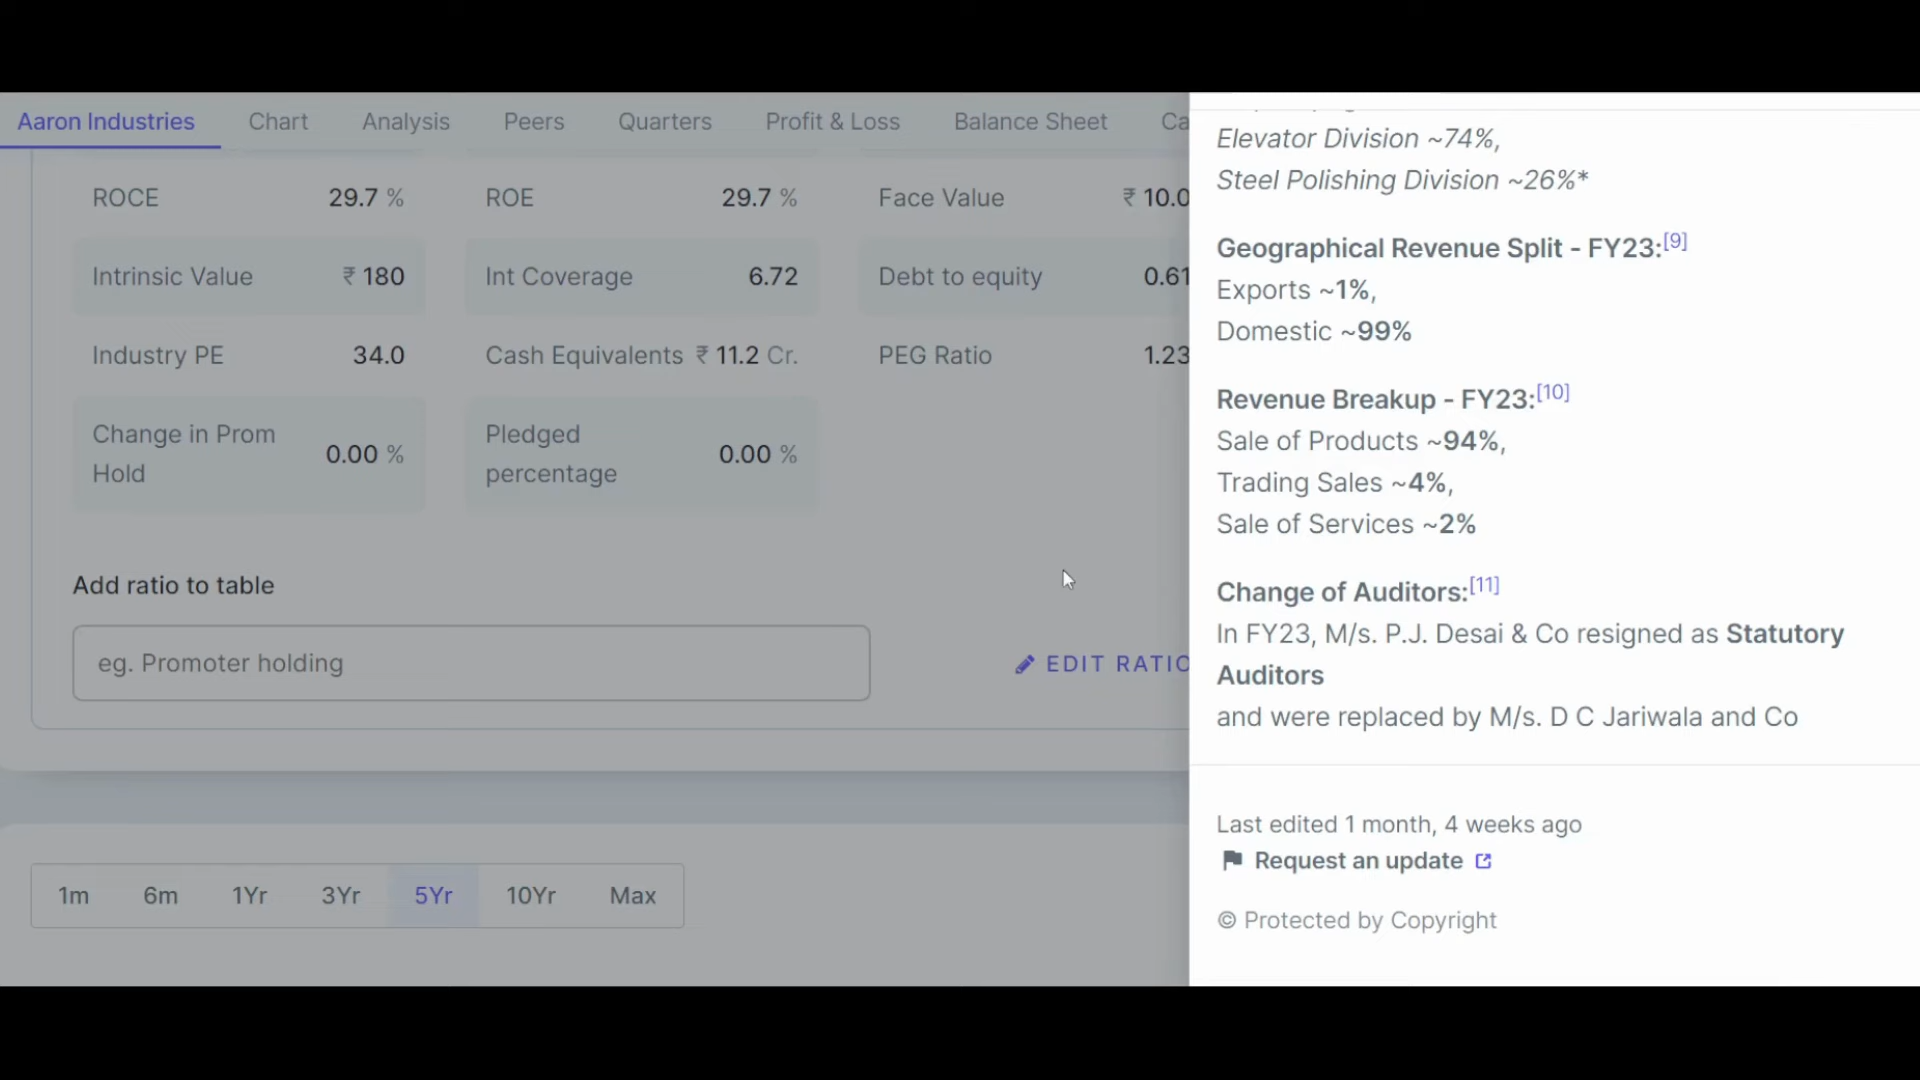 Aaron Industries Chart Analysis Peers Quarters Profit & Loss Balance Sheet Ca
ROCE 29.7 % ROE 29.7 % Face Value ₹ 10.0
Intrinsic Value ₹ 180 Int Coverage 6.72 Debt to equity 0.61
Industry PE 34.0 Cash Equivalents ₹ 11.2 Cr. PEG Ratio 1.23
Change in Prom
Hold 0.00 %
Pledged
percentage 0.00 %
Add ratio to table
eg. Promoter holding
EDIT RATIO
1m 6m 1Yr 3Yr 5Yr 10Yr Max
Elevator Division ~74%,
Steel Polishing Division ~26%*
Geographical Revenue Split - FY23:[9]
Exports ~1%,
Domestic ~99%
Revenue Breakup - FY23:[10]
Sale of Products ~94%,
Trading Sales ~4%,
Sale of Services ~2%
Change of Auditors:[11]
In FY23, M/s. P.J. Desai & Co resigned as Statutory
Auditors
and were replaced by M/s. D C Jariwala and Co
Last edited 1 month, 4 weeks ago
Request an update
© Protected by Copyright